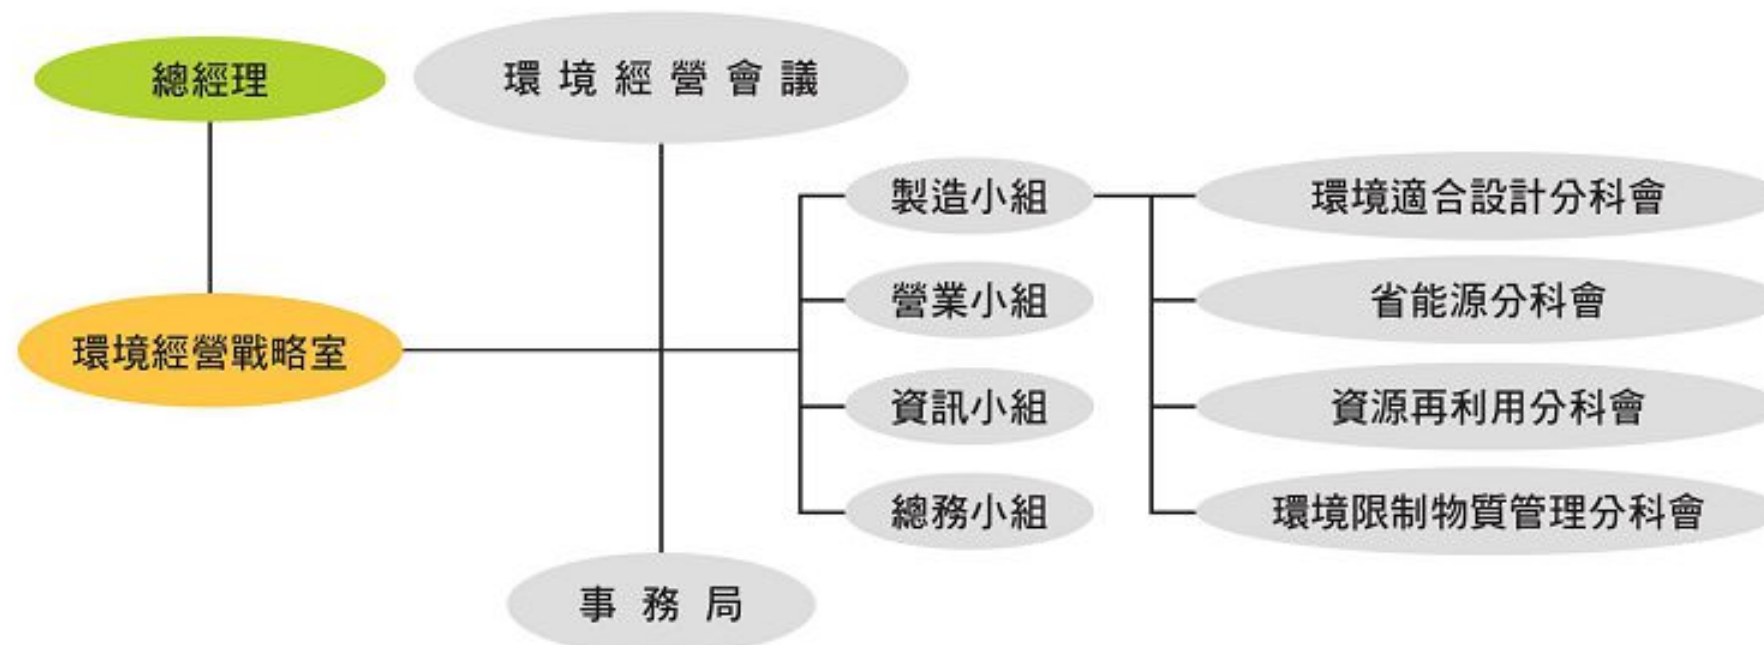 總經理
環境經營會議
製造小組
環境適合設計分科會
營業小組
省能源分科會
環境經營戰略室
資訊小組
資源再利用分科會
總務小組
環境限制物質管理分科會
事務局